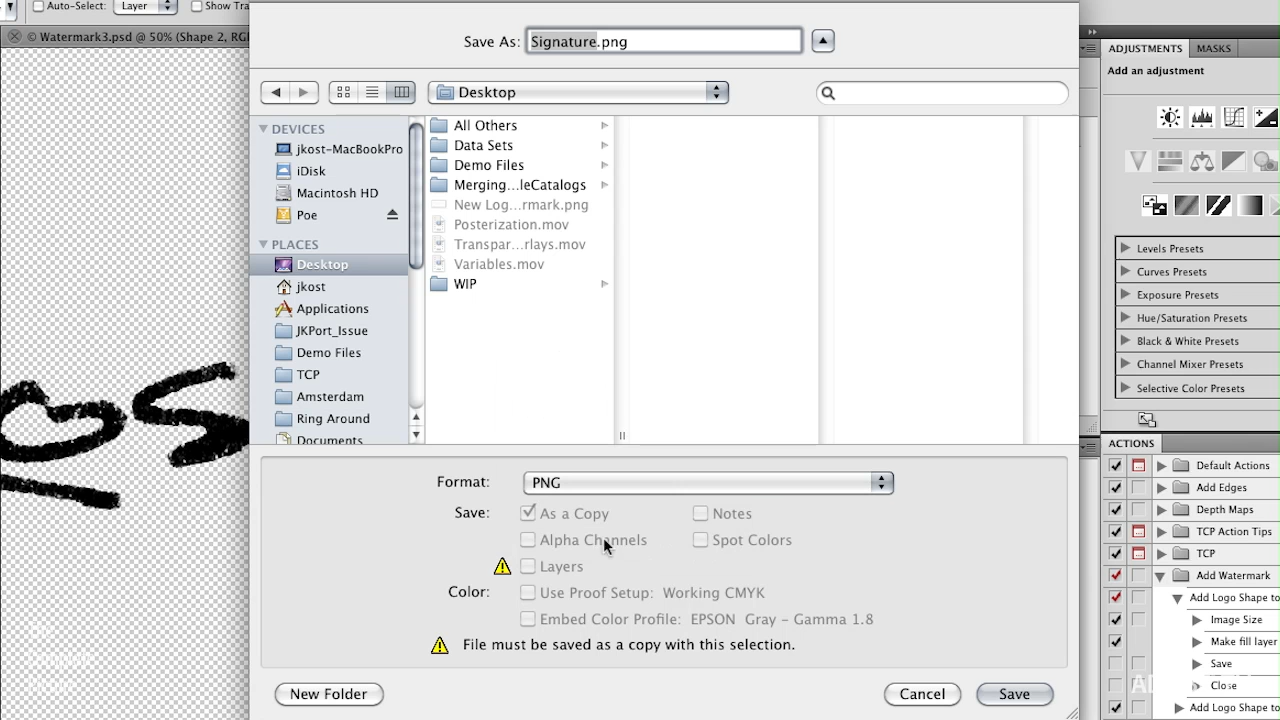 Auto-Select: Layer Show Tra
© Watermark3.psd @ 50% (Shape 2, RG
Save As: Signature.png
Desktop
DEVICES
jkost-MacBookPro
iDisk
Macintosh HD
Poe
PLACES
Desktop
jkost
Applications
JKPort_Issue
Demo Files
TCP
Amsterdam
Ring Around
Documents
All Others
Data Sets
Demo Files
Merging...leCatalogs
New Log...rmark.png
Posterization.mov
Transpar...rlays.mov
Variables.mov
WIP
Format: PNG
Save: As a Copy Notes
Alpha Channels Spot Colors
Layers
Color: Use Proof Setup: Working CMYK
Embed Color Profile: EPSON Gray - Gamma 1.8
File must be saved as a copy with this selection.
New Folder Cancel Save
ADJUSTMENTS MASKS
Add an adjustment
Levels Presets
Curves Presets
Exposure Presets
Hue/Saturation Presets
Black & White Presets
Channel Mixer Presets
Selective Color Presets
ACTIONS
Default Actions
Add Edges
Depth Maps
TCP Action Tips
TCP
Add Watermark
Add Logo Shape to
Image Size
Make fill layer
Save
Close
Add Logo Shape to
os